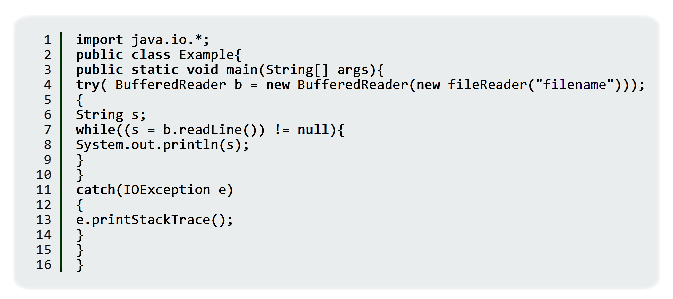 1 import java.io.*;
2 public class Example{
3 public static void main(String[] args){
4 try( BufferedReader b = new BufferedReader(new fileReader("filename")));
5 {
6 String s;
7 while((s = b.readLine()) != null){
8 System.out.println(s);
9 }
10 }
11 catch(IOException e)
12 {
13 e.printStackTrace();
14 }
15 }
16 }